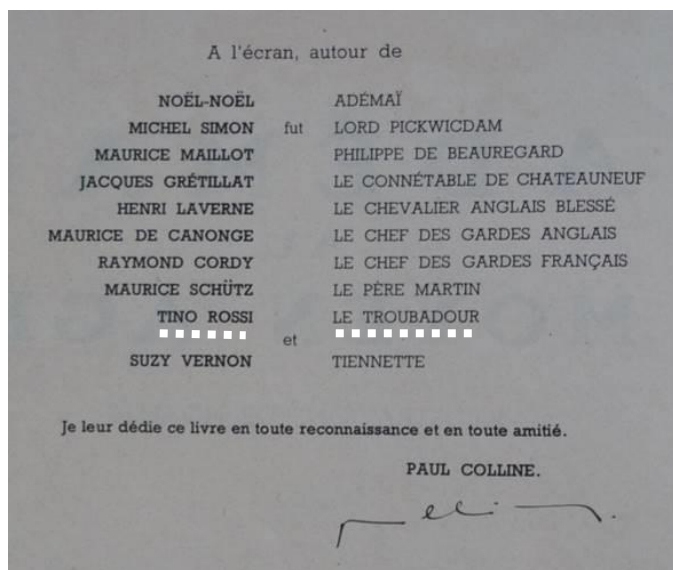 A l'écran, autour de
NOËL-NOËL ADÉMAÏ
MICHEL SIMON fut LORD PICKWICDAM
MAURICE MAILLOT PHILIPPE DE BEAUREGARD
JACQUES GRÉTILLAT LE CONNÉTABLE DE CHATEAUNEUF
HENRI LAVERNE LE CHEVALIER ANGLAIS BLESSÉ
MAURICE DE CANONGE LE CHEF DES GARDES ANGLAIS
RAYMOND CORDY LE CHEF DES GARDES FRANÇAIS
MAURICE SCHÜTZ LE PÈRE MARTIN
TINO ROSSI LE TROUBADOUR
et
SUZY VERNON TIENNETTE
Je leur dédie ce livre en toute reconnaissance et en toute amitié.
PAUL COLLINE.